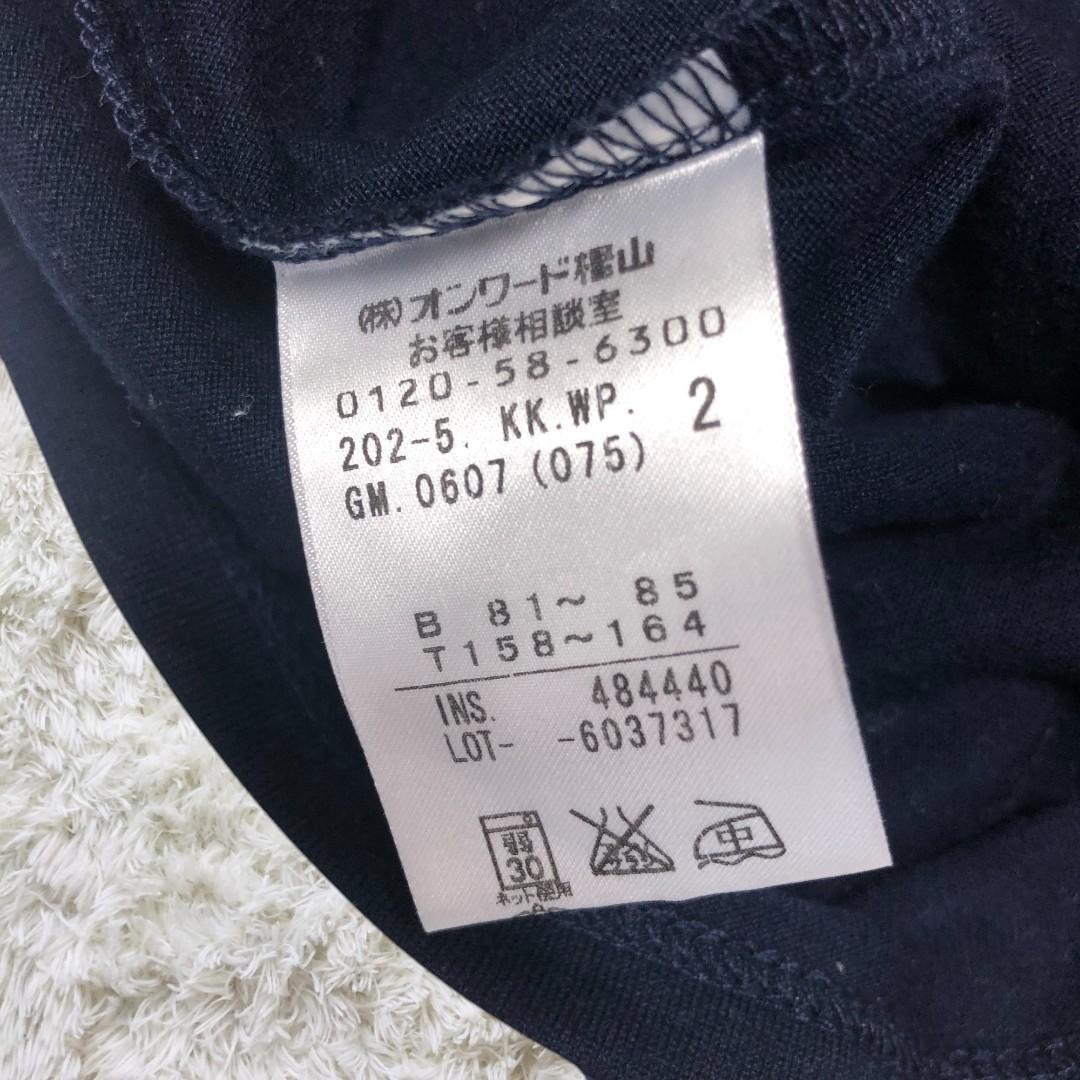 (株)オンワード樫山
お客様相談室
0120-58-6300
202-5. KK.WP. 2
GM.0607(075)
B 81~ 85
T158~164
INS. 484440
LOT- -6037317
弱 中
30
ネット使用